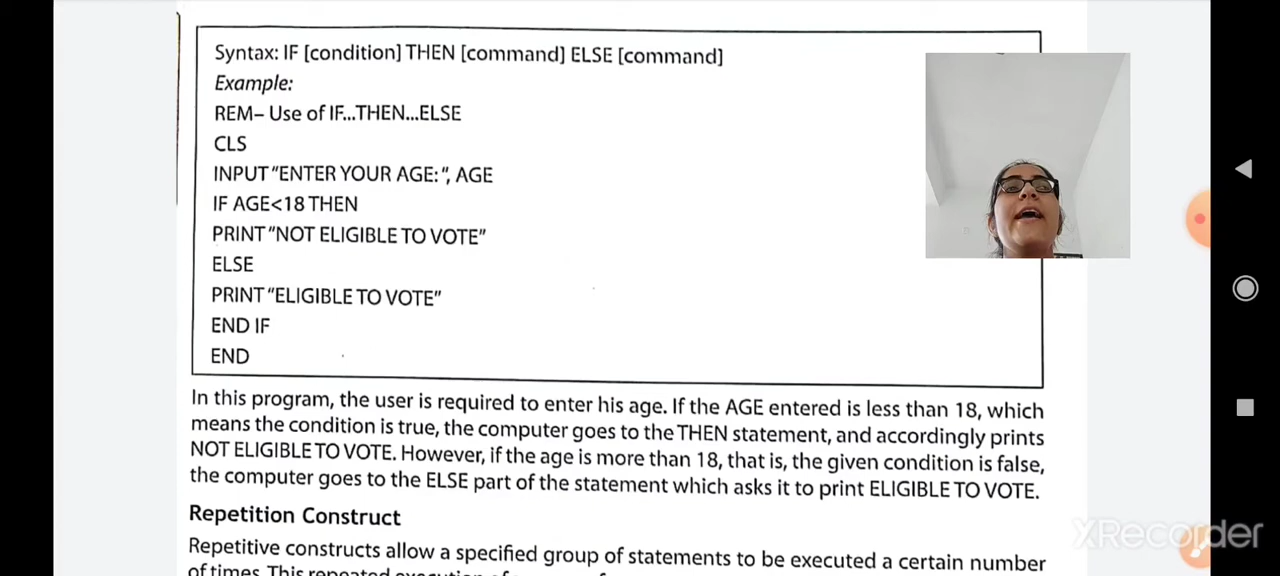 Syntax: IF [condition] THEN [command] ELSE [command]
Example:
REM– Use of IF...THEN...ELSE
CLS
INPUT "ENTER YOUR AGE: ", AGE
IF AGE<18 THEN
PRINT "NOT ELIGIBLE TO VOTE"
ELSE
PRINT "ELIGIBLE TO VOTE"
END IF
END
In this program, the user is required to enter his age. If the AGE entered is less than 18, which
means the condition is true, the computer goes to the THEN statement, and accordingly prints
NOT ELIGIBLE TO VOTE. However, if the age is more than 18, that is, the given condition is false,
the computer goes to the ELSE part of the statement which asks it to print ELIGIBLE TO VOTE.
Repetition Construct
Repetitive constructs allow a specified group of statements to be executed a certain number
of times. This repeated execution of
XRecorder